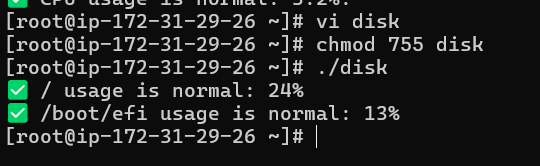 ✅ CPU usage is normal: 5.2%.
[root@ip-172-31-29-26 ~]# vi disk
[root@ip-172-31-29-26 ~]# chmod 755 disk
[root@ip-172-31-29-26 ~]# ./disk
✅ / usage is normal: 24%
✅ /boot/efi usage is normal: 13%
[root@ip-172-31-29-26 ~]#